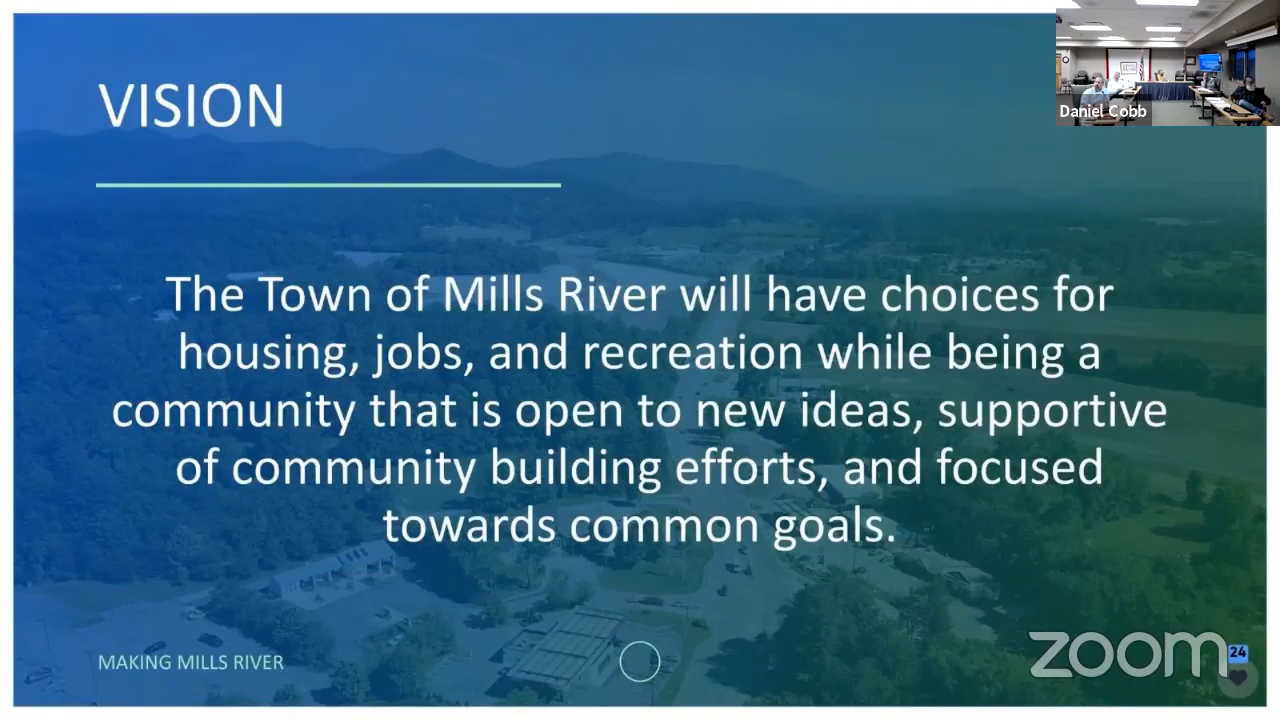 VISION
Daniel Cobb
The Town of Mills River will have choices for
housing, jobs, and recreation while being a
community that is open to new ideas, supportive
of community building efforts, and focused
towards common goals.
MAKING MILLS RIVER
zoom
24